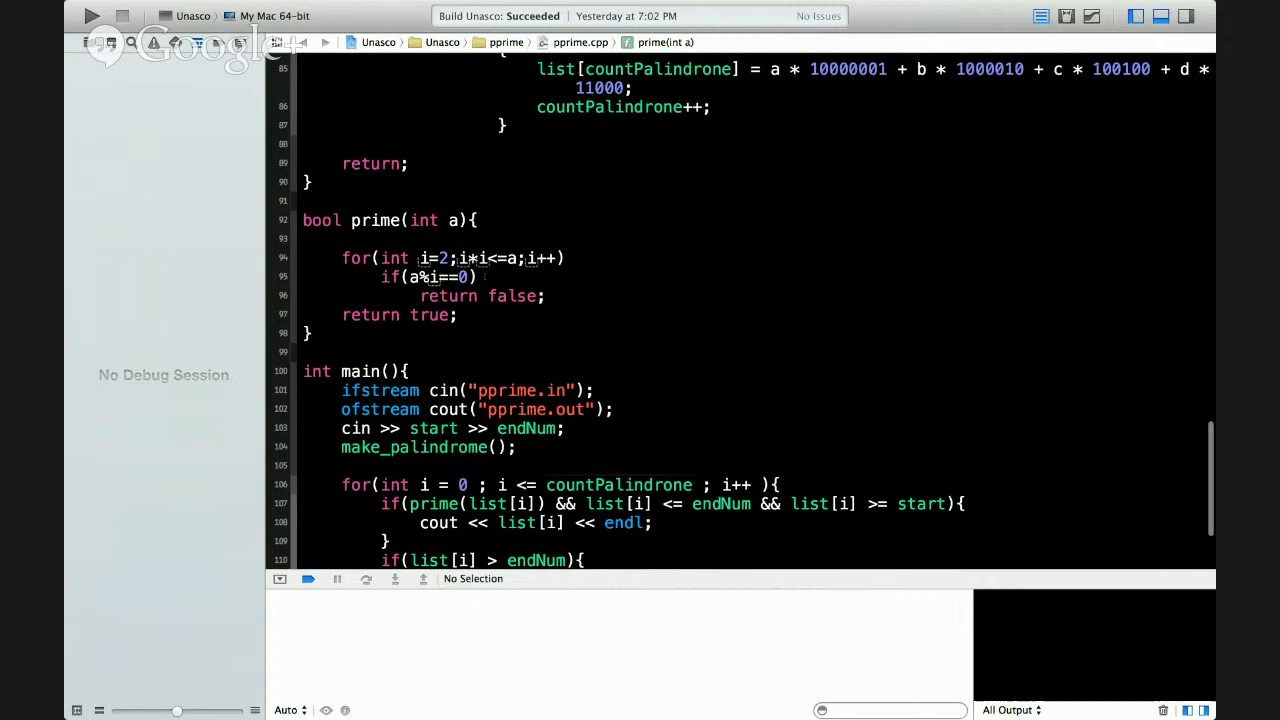 Unasco My Mac 64-bit
Build Unasco: Succeeded Yesterday at 7:02 PM No Issues
Google+
Unasco Unasco pprime pprime.cpp prime(int a)
{
85 list[countPalindrone] = a * 10000001 + b * 1000010 + c * 100100 + d *
11000;
86 countPalindrone++;
87 }
88
89 return;
90 }
91
92 bool prime(int a){
93
94 for(int i=2;i*i<=a;i++)
95 if(a%i==0)
96 return false;
97 return true;
98 }
99
100 int main(){
101 ifstream cin("pprime.in");
102 ofstream cout("pprime.out");
103 cin >> start >> endNum;
104 make_palindrome();
105
106 for(int i = 0 ; i <= countPalindrone ; i++ ){
107 if(prime(list[i]) && list[i] <= endNum && list[i] >= start){
108 cout << list[i] << endl;
109 }
110 if(list[i] > endNum){
No Debug Session
No Selection
Auto
All Output